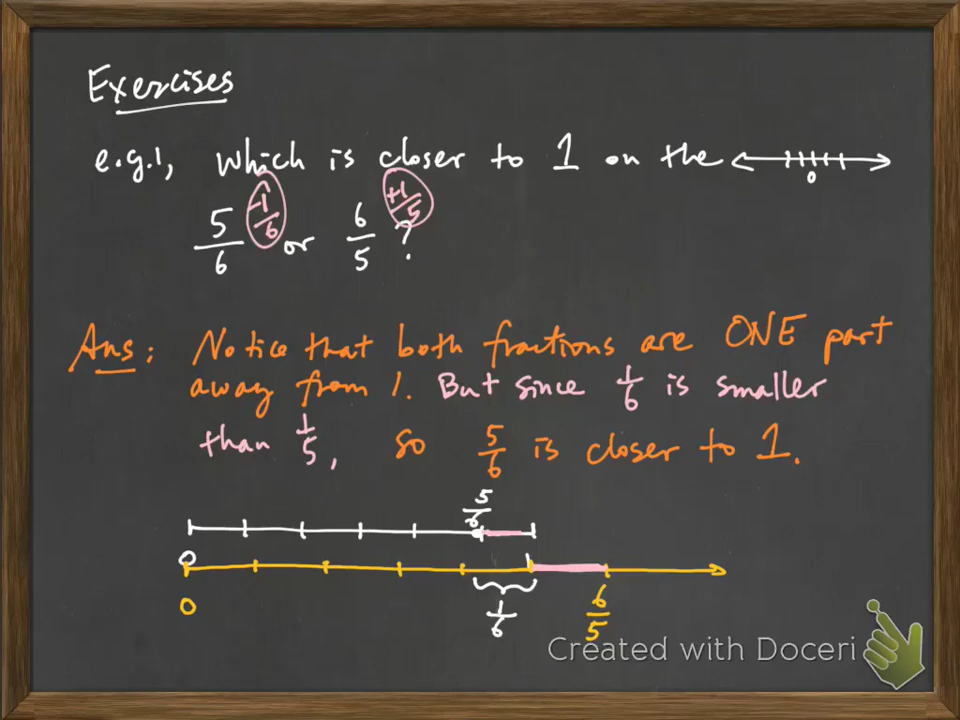 Exercises
e.g.1, which is closer to 1 on the
0
5/6 -1/6 or 6/5 +1/5 ?
Ans: Notice that both fractions are ONE part
away from 1. But since 1/6 is smaller
than 1/5, so 5/6 is closer to 1.
5/6
0 1
0 1/6 6/5
Created with Doceri